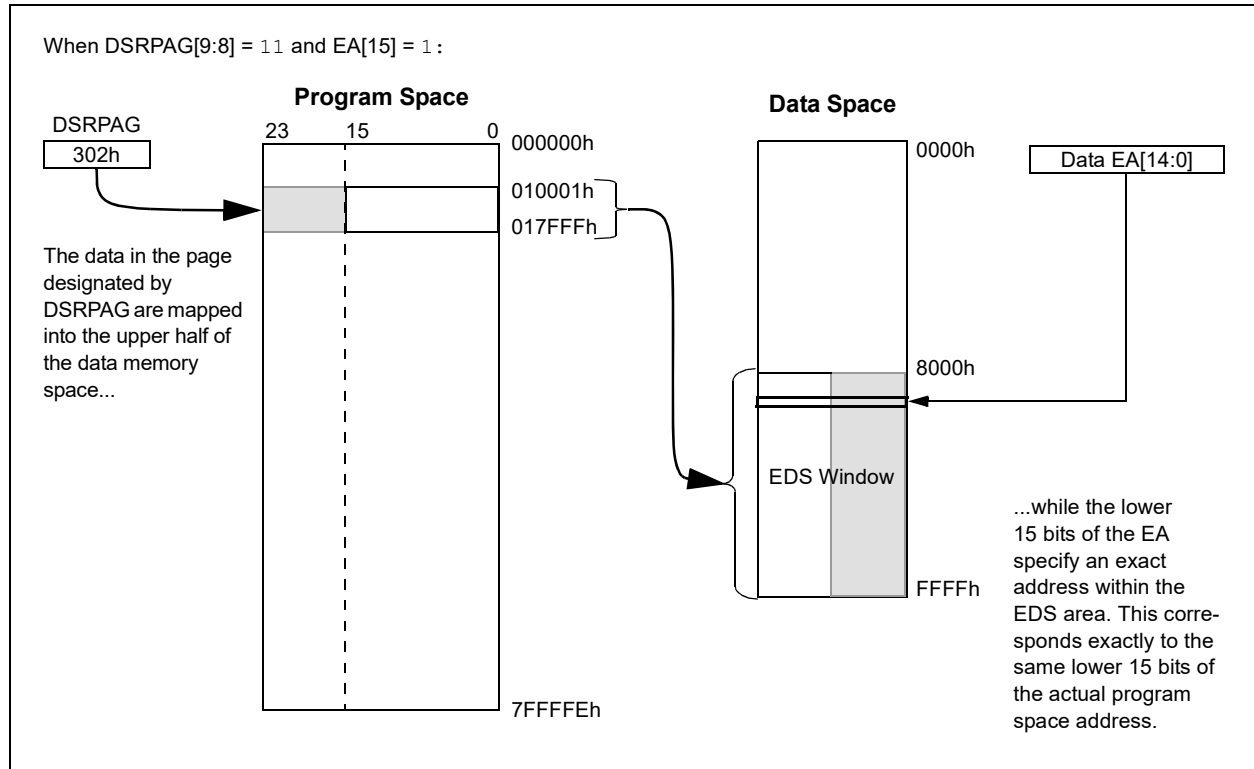 When DSRPAG[9:8] = 11 and EA[15] = 1:
Program Space
Data Space
DSRPAG
302h
23
15
0
000000h
010001h
017FFFh
7FFFFEh
The data in the page
designated by
DSRPAG are mapped
into the upper half of
the data memory
space...
0000h
8000h
FFFFh
EDS Window
Data EA[14:0]
...while the lower
15 bits of the EA
specify an exact
address within the
EDS area. This corre-
sponds exactly to the
same lower 15 bits of
the actual program
space address.